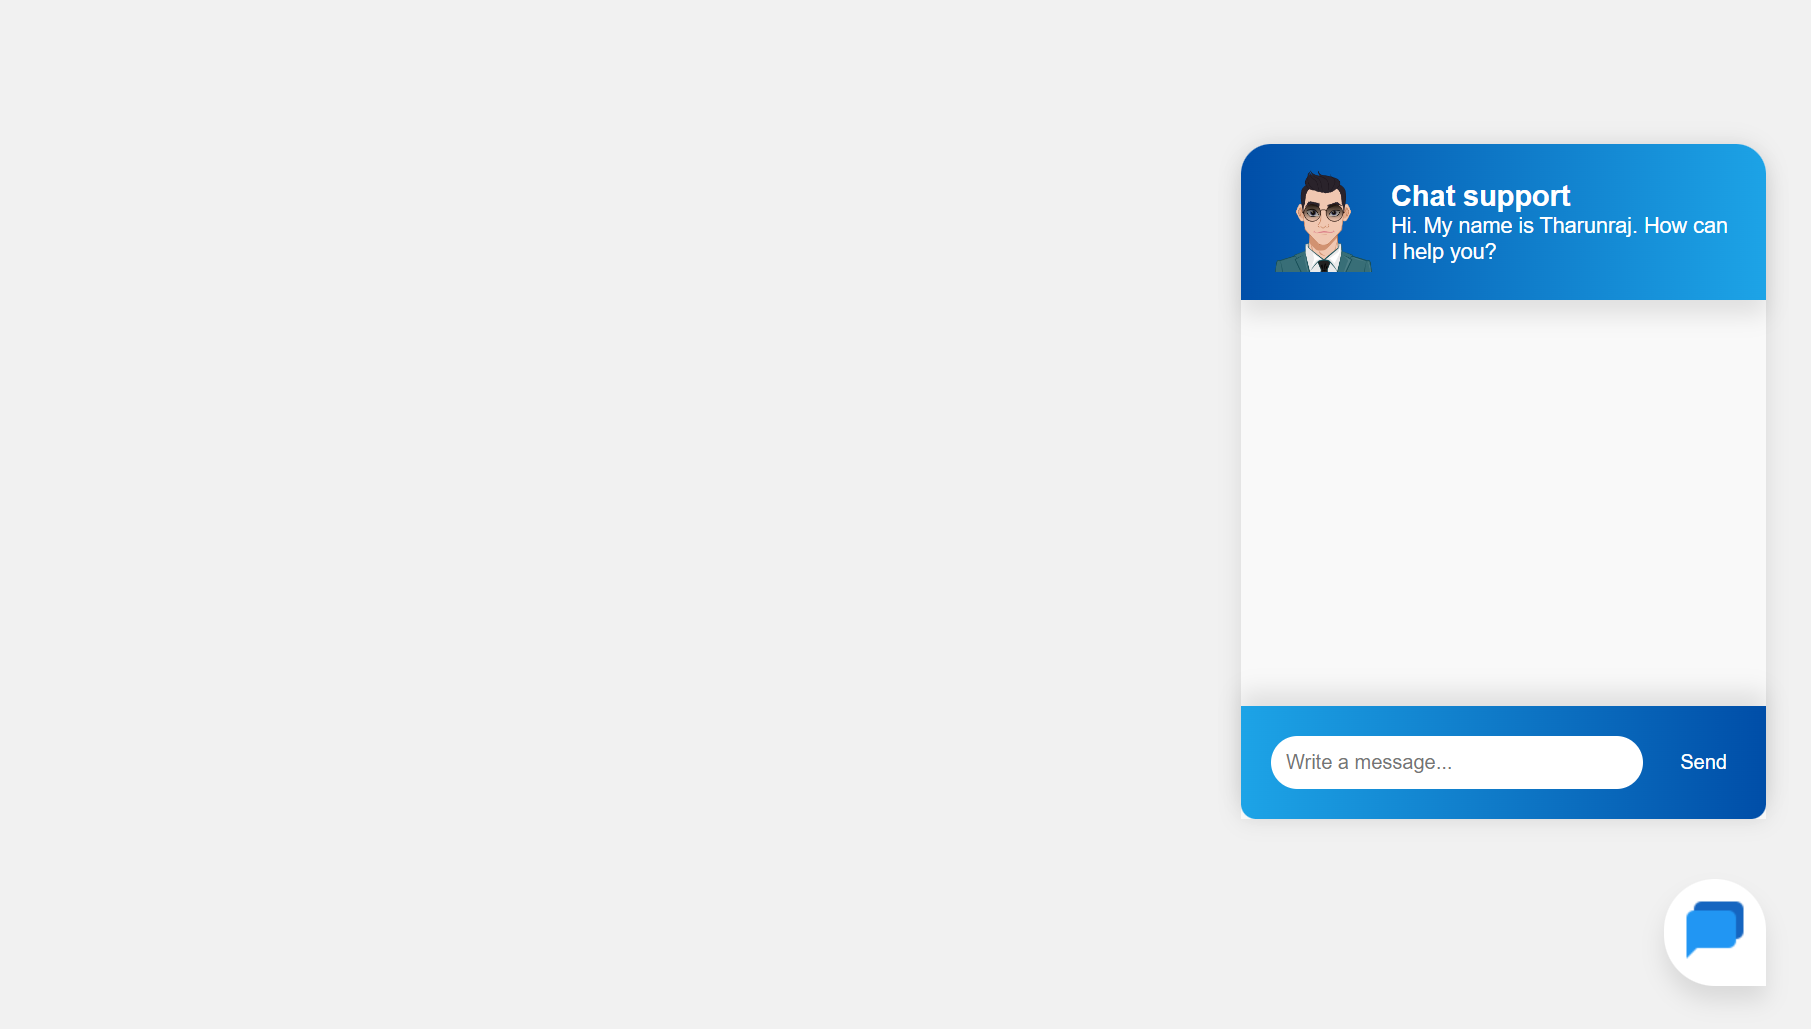 Chat support
Hi. My name is Tharunraj. How can
I help you?
Write a message...
Send